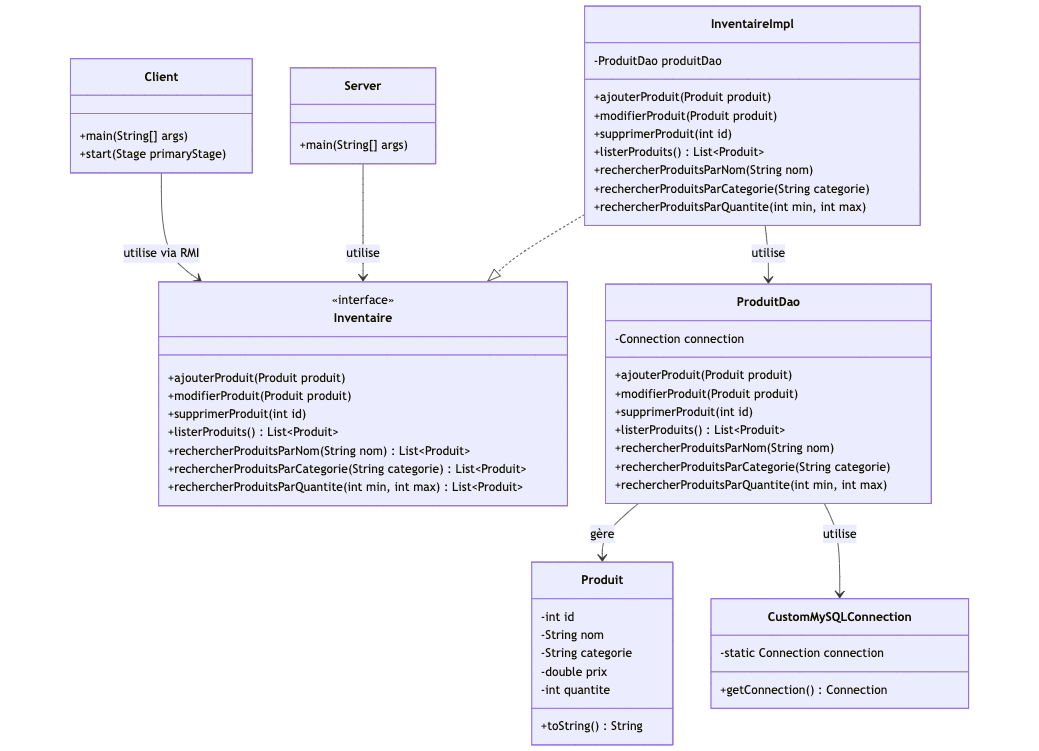 Client
+main(String[] args)
+start(Stage primaryStage)
Server
+main(String[] args)
InventaireImpl
-ProduitDao produitDao
+ajouterProduit(Produit produit)
+modifierProduit(Produit produit)
+supprimerProduit(int id)
+listerProduits() : List<Produit>
+rechercherProduitsParNom(String nom)
+rechercherProduitsParCategorie(String categorie)
+rechercherProduitsParQuantite(int min, int max)
utilise via RMI
utilise
utilise
«interface»
Inventaire
+ajouterProduit(Produit produit)
+modifierProduit(Produit produit)
+supprimerProduit(int id)
+listerProduits() : List<Produit>
+rechercherProduitsParNom(String nom) : List<Produit>
+rechercherProduitsParCategorie(String categorie) : List<Produit>
+rechercherProduitsParQuantite(int min, int max) : List<Produit>
ProduitDao
-Connection connection
+ajouterProduit(Produit produit)
+modifierProduit(Produit produit)
+supprimerProduit(int id)
+listerProduits() : List<Produit>
+rechercherProduitsParNom(String nom)
+rechercherProduitsParCategorie(String categorie)
+rechercherProduitsParQuantite(int min, int max)
gère
utilise
Produit
-int id
-String nom
-String categorie
-double prix
-int quantite
+toString() : String
CustomMySQLConnection
-static Connection connection
+getConnection() : Connection